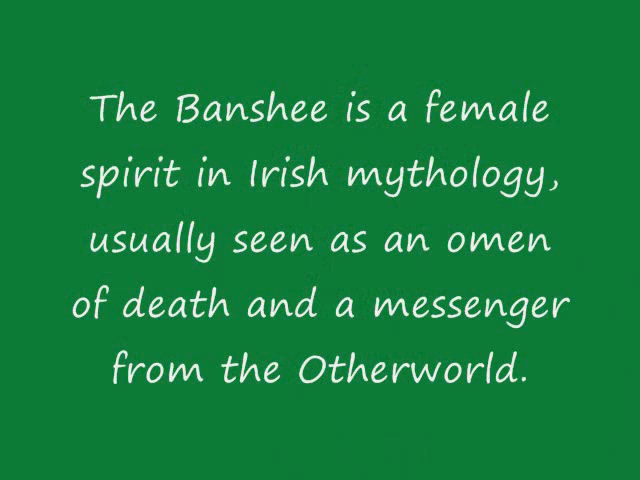 The Banshee is a female
spirit in Irish mythology,
usually seen as an omen
of death and a messenger
from the Otherworld.